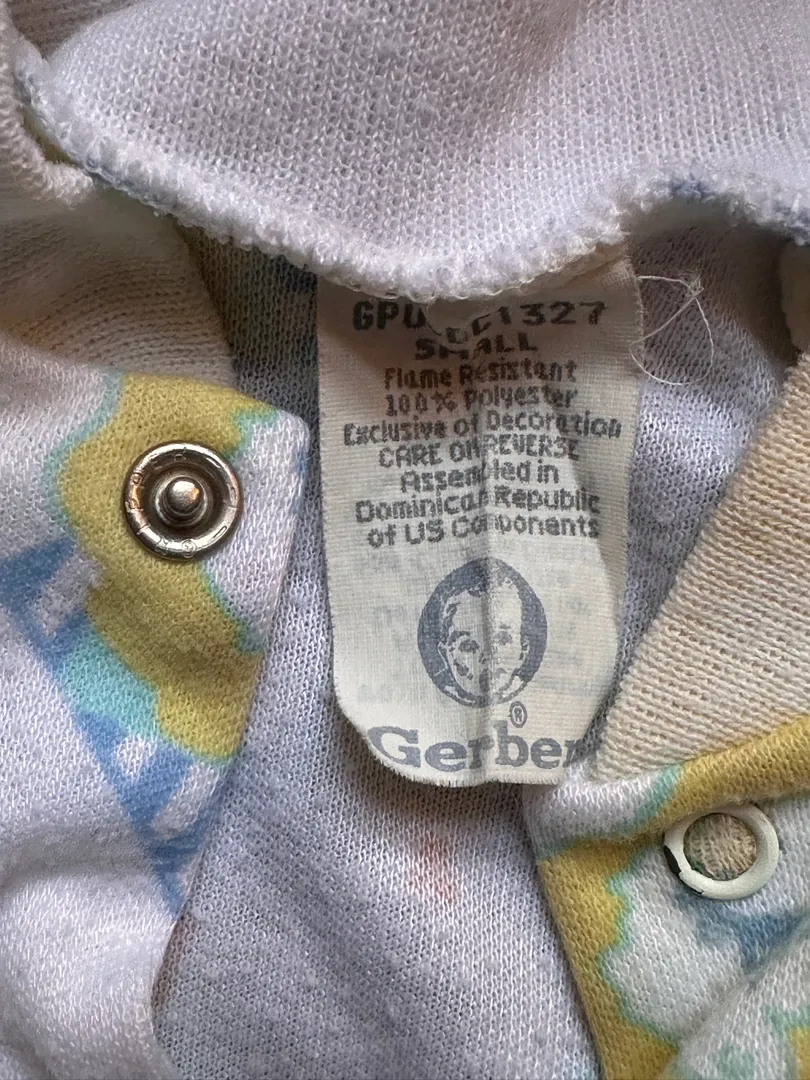 1327
SMALL
Flame Resistant
100% Polyester
Exclusive of Decoration
CARE ON REVERSE
Assembled in
Dominican Republic
of US Components
®
Gerber